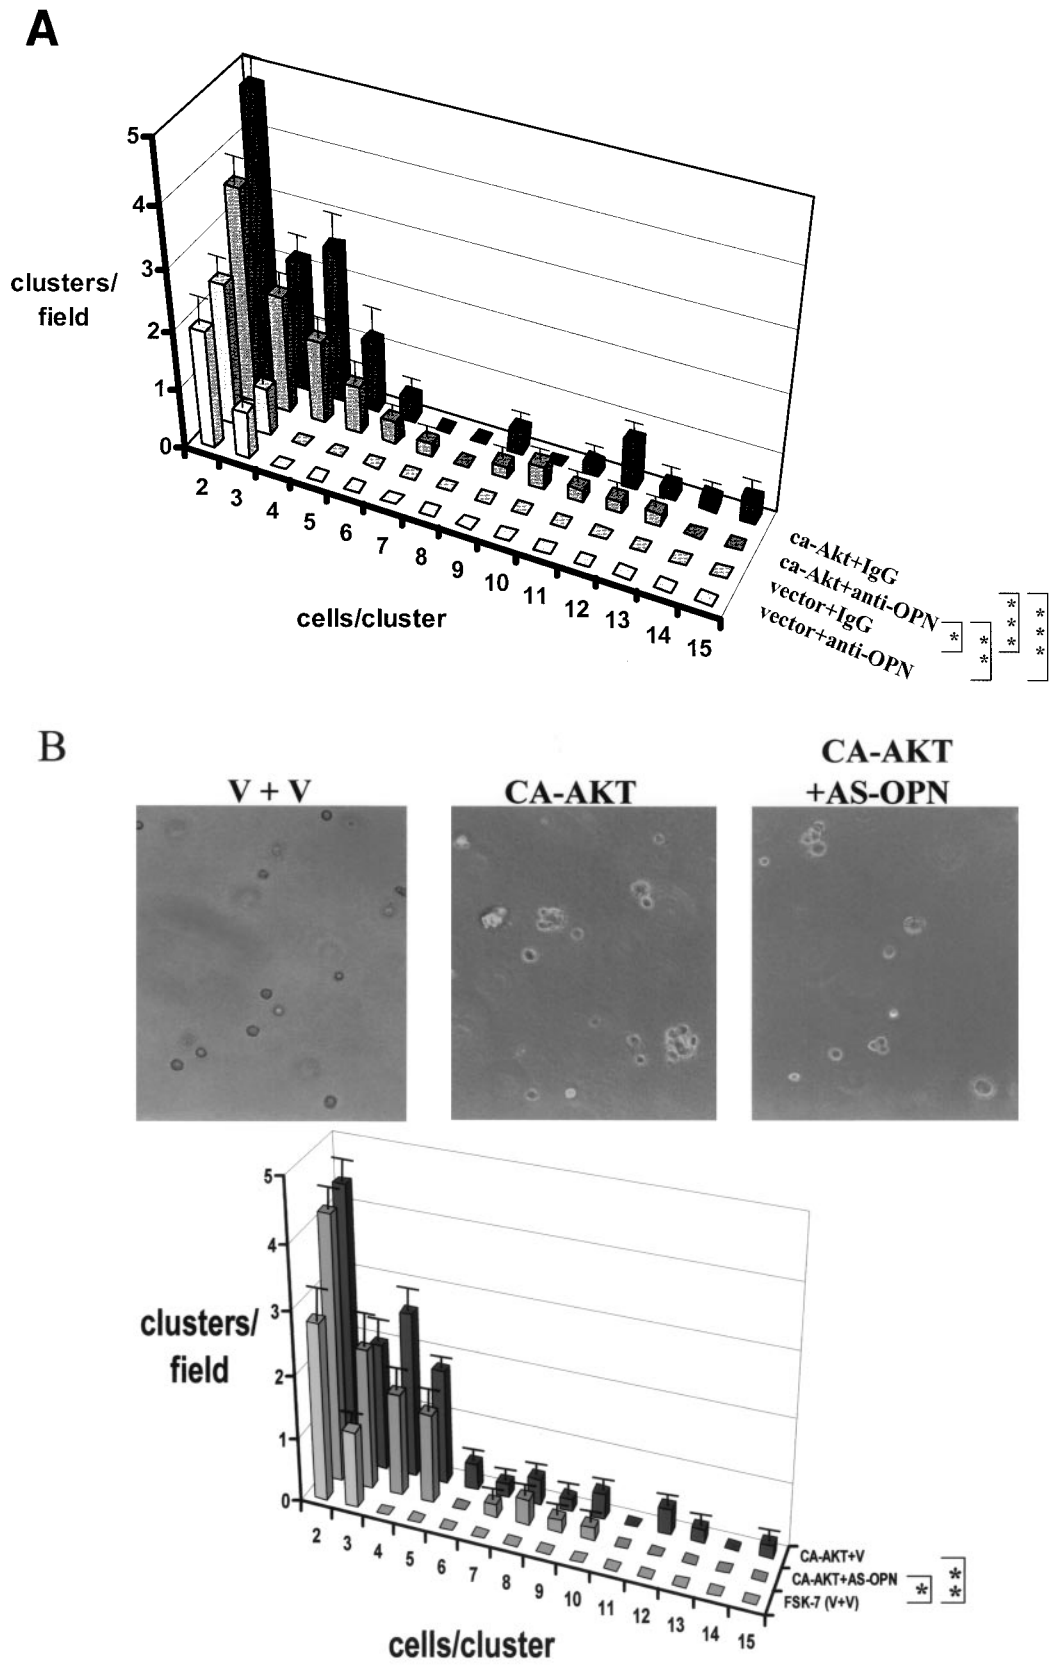 A
5
4
3
2
1
0
clusters/
field
2
3
4
5
6
7
8
9
10
11
12
13
14
15
cells/cluster
ca-Akt+IgG
ca-Akt+anti-OPN
vector+IgG
vector+anti-OPN
*
**
***
***
B
V + V
CA-AKT
CA-AKT
+AS-OPN
5
4
3
2
1
0
clusters/
field
2
3
4
5
6
7
8
9
10
11
12
13
14
15
cells/cluster
CA-AKT+V
CA-AKT+AS-OPN
FSK-7 (V+V)
*
**